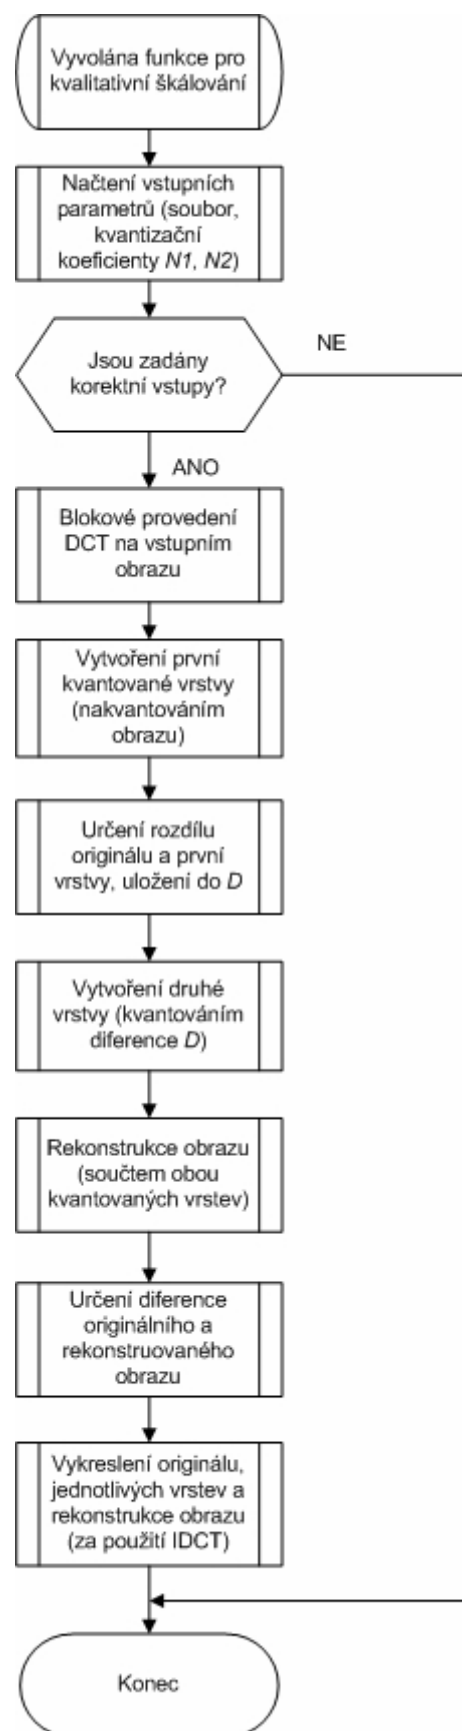 Vyvolána funkce pro
kvalitativní škálování
Načtení vstupních
parametrů (soubor,
kvantizační
koeficienty N1, N2)
Jsou zadány
korektní vstupy?
NE
ANO
Blokové provedení
DCT na vstupním
obrazu
Vytvoření první
kvantované vrstvy
(nakvantováním
obrazu)
Určení rozdílu
originálu a první
vrstvy, uložení do D
Vytvoření druhé
vrstvy (kvantováním
diference D)
Rekonstrukce obrazu
(součtem obou
kvantovaných vrstev)
Určení diference
originálního a
rekonstruovaného
obrazu
Vykreslení originálu,
jednotlivých vrstev a
rekonstrukce obrazu
(za použití IDCT)
Konec